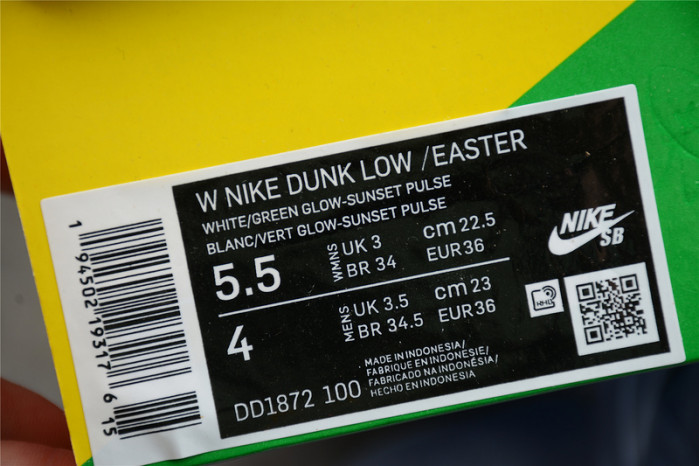 W NIKE DUNK LOW /EASTER
WHITE/GREEN GLOW-SUNSET PULSE
BLANC/VERT GLOW-SUNSET PULSE
5.5
WMNS
UK 3
cm 22.5
BR 34
EUR 36
4
MENS
UK 3.5
cm 23
BR 34.5
EUR 36
DD1872 100
MADE IN INDONESIA/
FABRIQUE EN INDONESIE/
FABRICADO NA INDONÉSIA/
HECHO EN INDONESIA
NIKE
SB
1 94502 19317 6 15